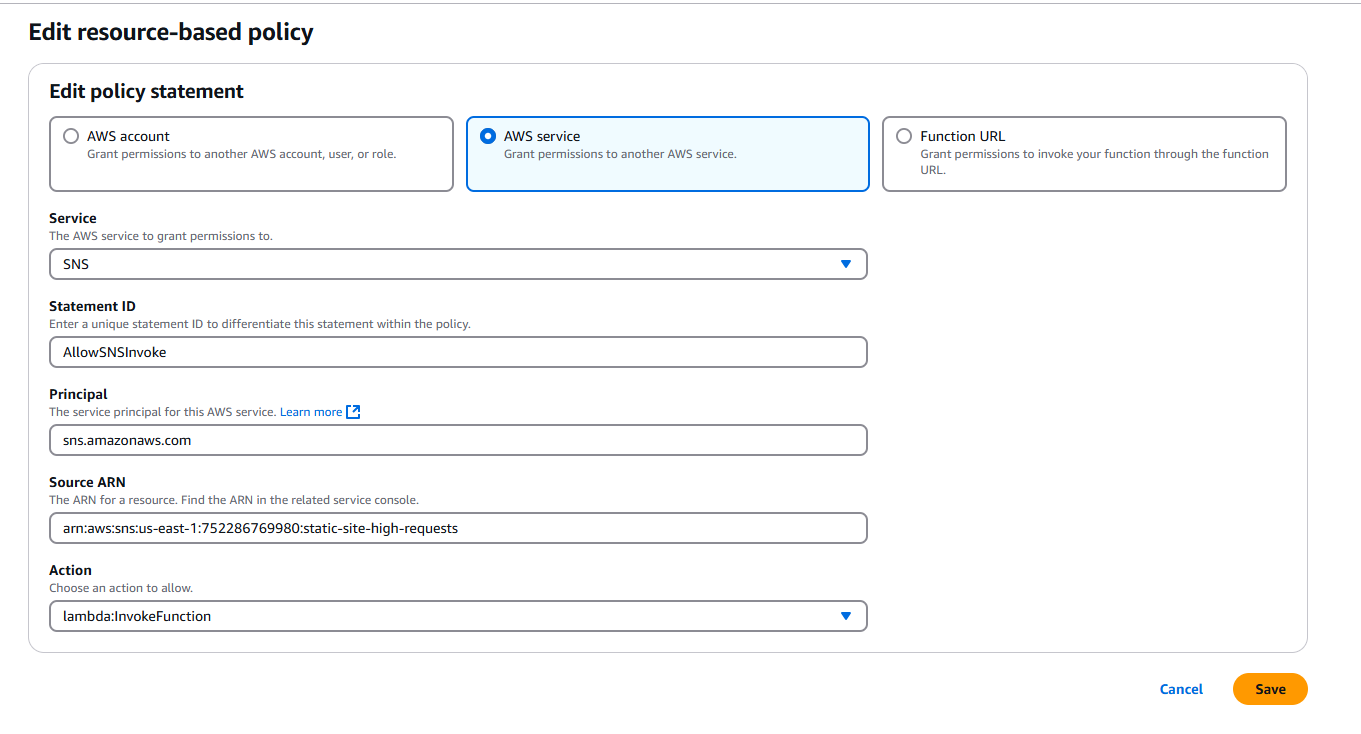 Edit resource-based policy
Edit policy statement
AWS account
Grant permissions to another AWS account, user, or role.
AWS service
Grant permissions to another AWS service.
Function URL
Grant permissions to invoke your function through the function
URL.
Service
The AWS service to grant permissions to.
SNS
Statement ID
Enter a unique statement ID to differentiate this statement within the policy.
AllowSNSInvoke
Principal
The service principal for this AWS service. Learn more
sns.amazonaws.com
Source ARN
The ARN for a resource. Find the ARN in the related service console.
arn:aws:sns:us-east-1:752286769980:static-site-high-requests
Action
Choose an action to allow.
lambda:InvokeFunction
Cancel
Save